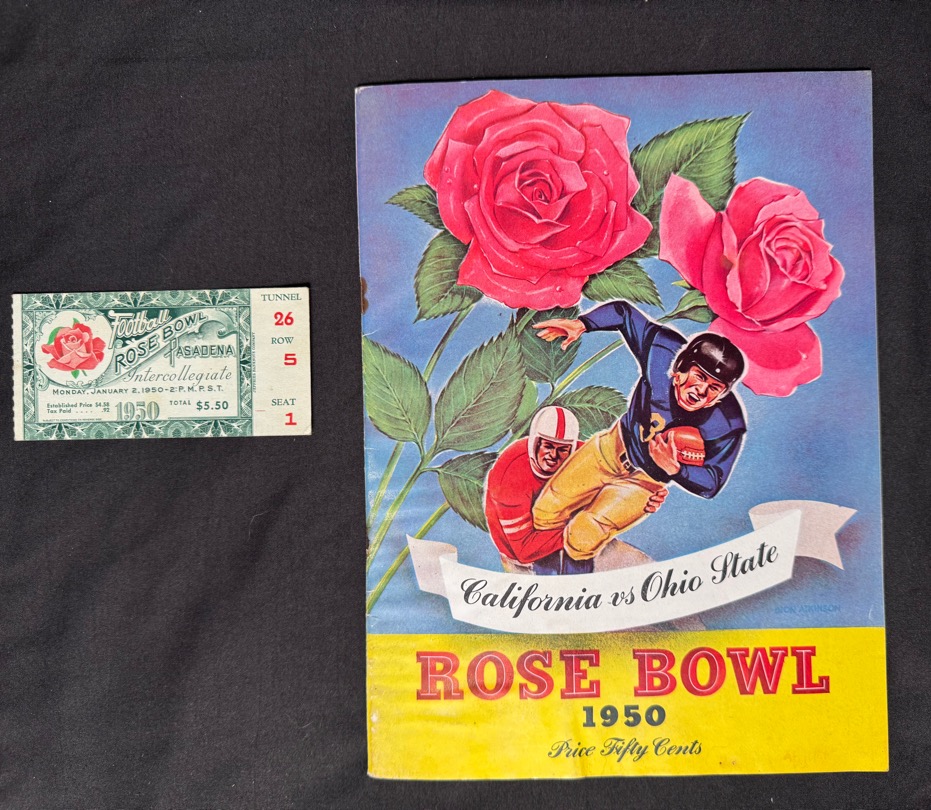 Football
ROSE BOWL
PASADENA
Intercollegiate
MONDAY, JANUARY 2, 1950-2:P.M.P.S.T.
Established Price $4.58
Tax Paid .... .92
1950
TOTAL $5.50
TUNNEL
26
ROW
5
SEAT
1
California vs Ohio State
ATKINSON
ROSE BOWL
1950
Price Fifty Cents